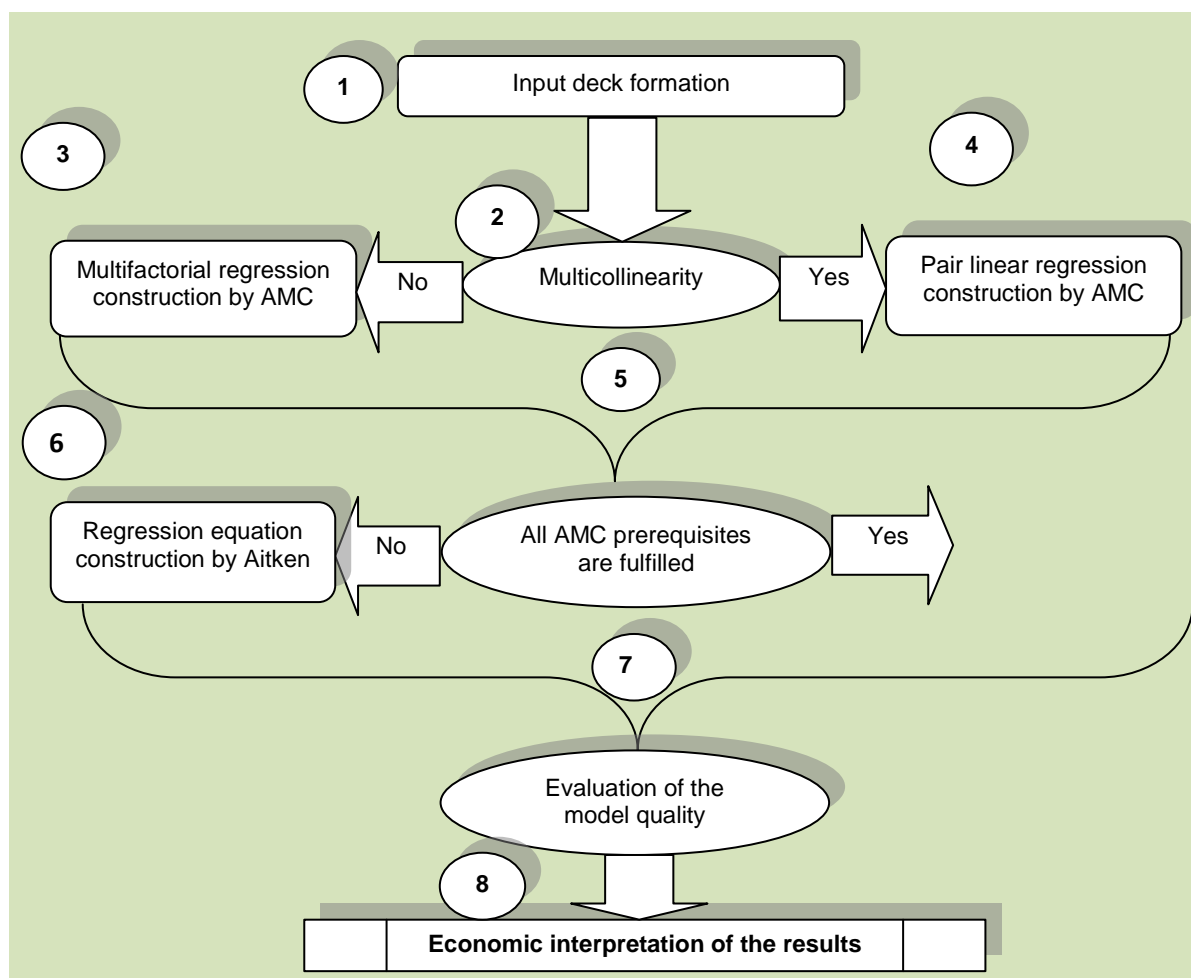 1
Input deck formation
3
4
2
Multifactorial regression
construction by AMC
No
Multicollinearity
Yes
Pair linear regression
construction by AMC
5
6
Regression equation
construction by Aitken
No
All AMC prerequisites
are fulfilled
Yes
7
Evaluation of the
model quality
8
Economic interpretation of the results